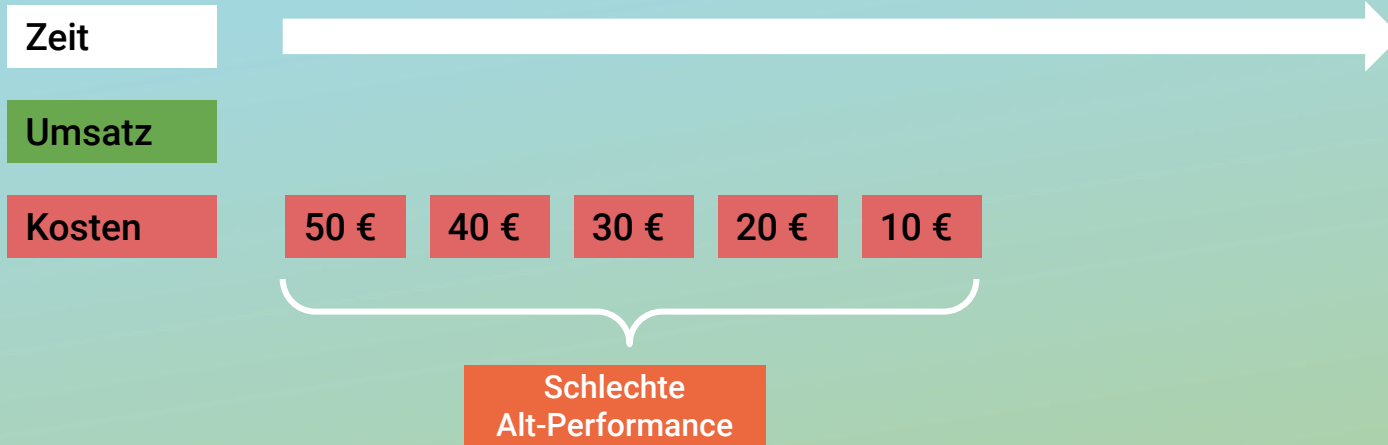 Zeit
Umsatz
Kosten 50 € 40 € 30 € 20 € 10 €
Schlechte
Alt-Performance